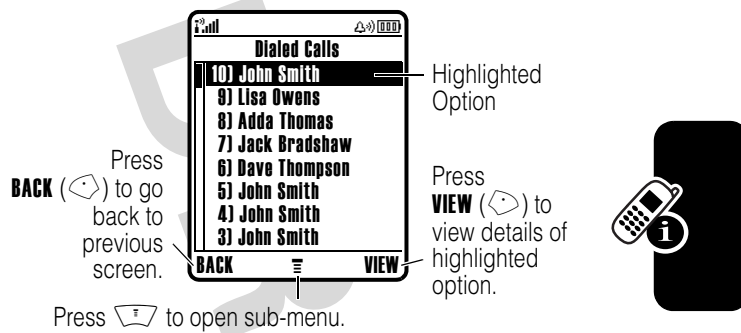 Dialed Calls
10) John Smith
9) Lisa Owens
8) Adda Thomas
7) Jack Bradshaw
6) Dave Thompson
5) John Smith
4) John Smith
3) John Smith
BACK VIEW
Highlighted
Option
Press
BACK ( ) to go
back to
previous
screen.
Press
VIEW ( ) to
view details of
highlighted
option.
Press to open sub-menu.